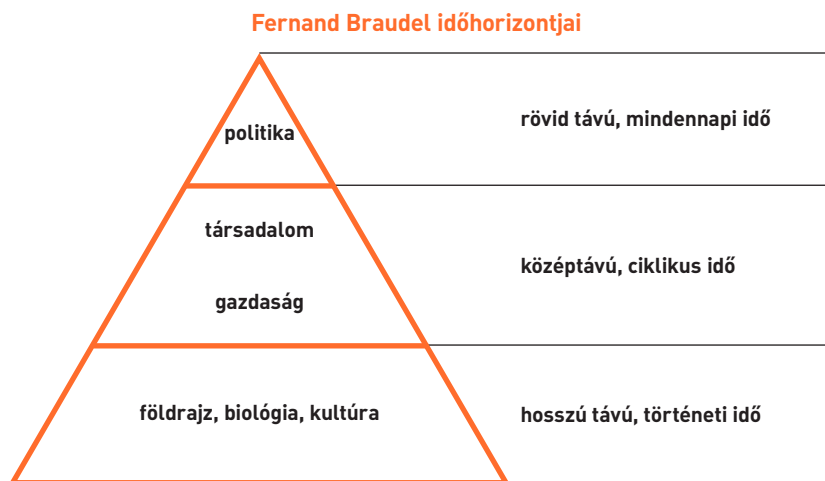 Fernand Braudel időhorizontjai
politika
rövid távú, mindennapi idő
társadalom
gazdaság
középtávú, ciklikus idő
földrajz, biológia, kultúra
hosszú távú, történeti idő